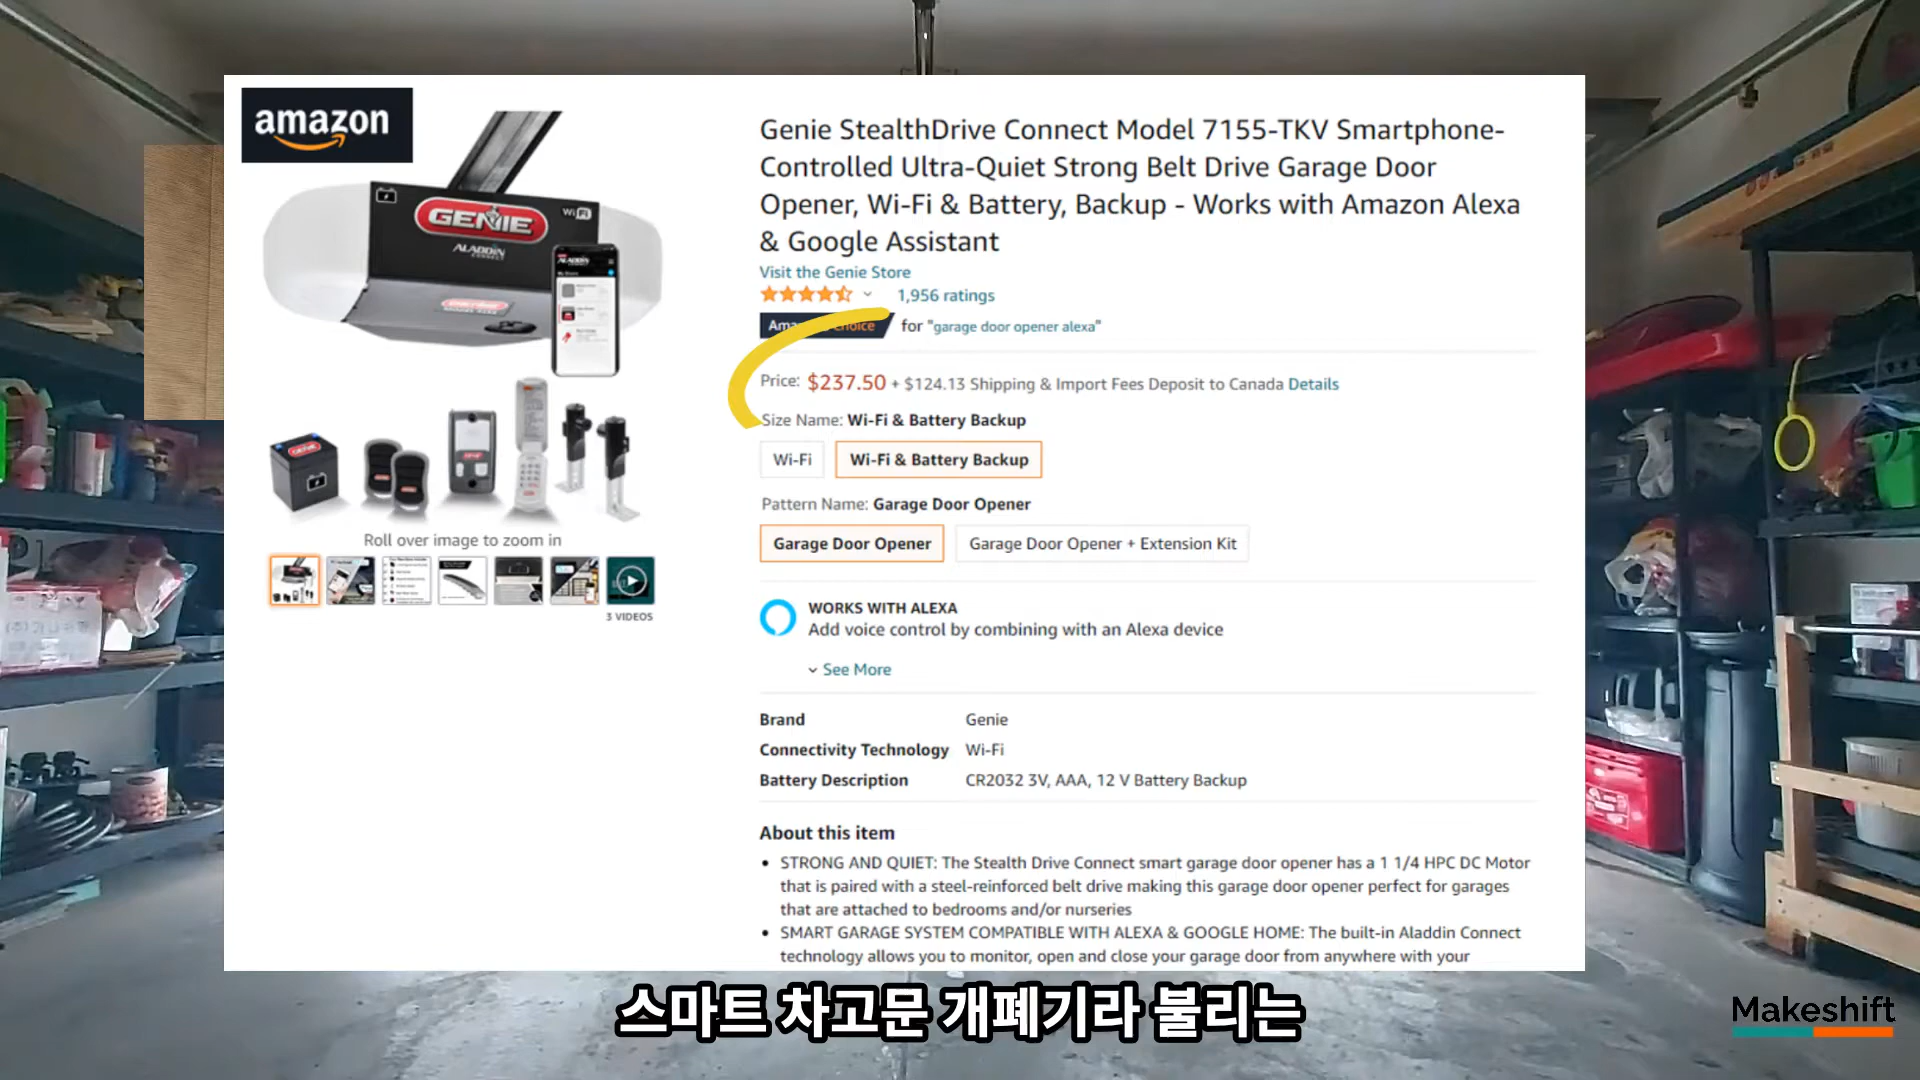 amazon
GENIE
WiFi
ALADDIN
CONNECT
Roll over image to zoom in
3 VIDEOS
Genie StealthDrive Connect Model 7155-TKV Smartphone-
Controlled Ultra-Quiet Strong Belt Drive Garage Door
Opener, Wi-Fi & Battery, Backup - Works with Amazon Alexa
& Google Assistant
Visit the Genie Store
1,956 ratings
for "garage door opener alexa"
Price: $237.50 + $124.13 Shipping & Import Fees Deposit to Canada Details
Size Name: Wi-Fi & Battery Backup
Wi-Fi
Wi-Fi & Battery Backup
Pattern Name: Garage Door Opener
Garage Door Opener
Garage Door Opener + Extension Kit
WORKS WITH ALEXA
Add voice control by combining with an Alexa device
See More
Brand Genie
Connectivity Technology Wi-Fi
Battery Description CR2032 3V, AAA, 12 V Battery Backup
About this item
• STRONG AND QUIET: The Stealth Drive Connect smart garage door opener has a 1 1/4 HPC DC Motor
that is paired with a steel-reinforced belt drive making this garage door opener perfect for garages
that are attached to bedrooms and/or nurseries
• SMART GARAGE SYSTEM COMPATIBLE WITH ALEXA & GOOGLE HOME: The built-in Aladdin Connect
technology allows you to monitor, open and close your garage door from anywhere with your
스마트 차고문 개폐기라 불리는
Makeshift